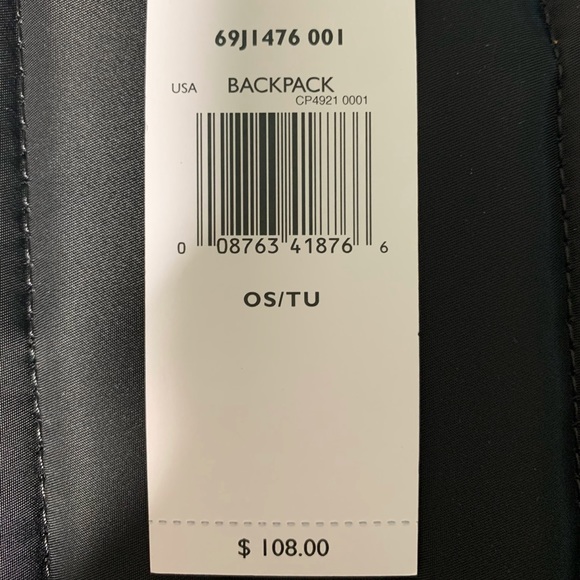 69J1476 001
USA BACKPACK
CP4921 0001
0 08763 41876 6
OS/TU
$ 108.00